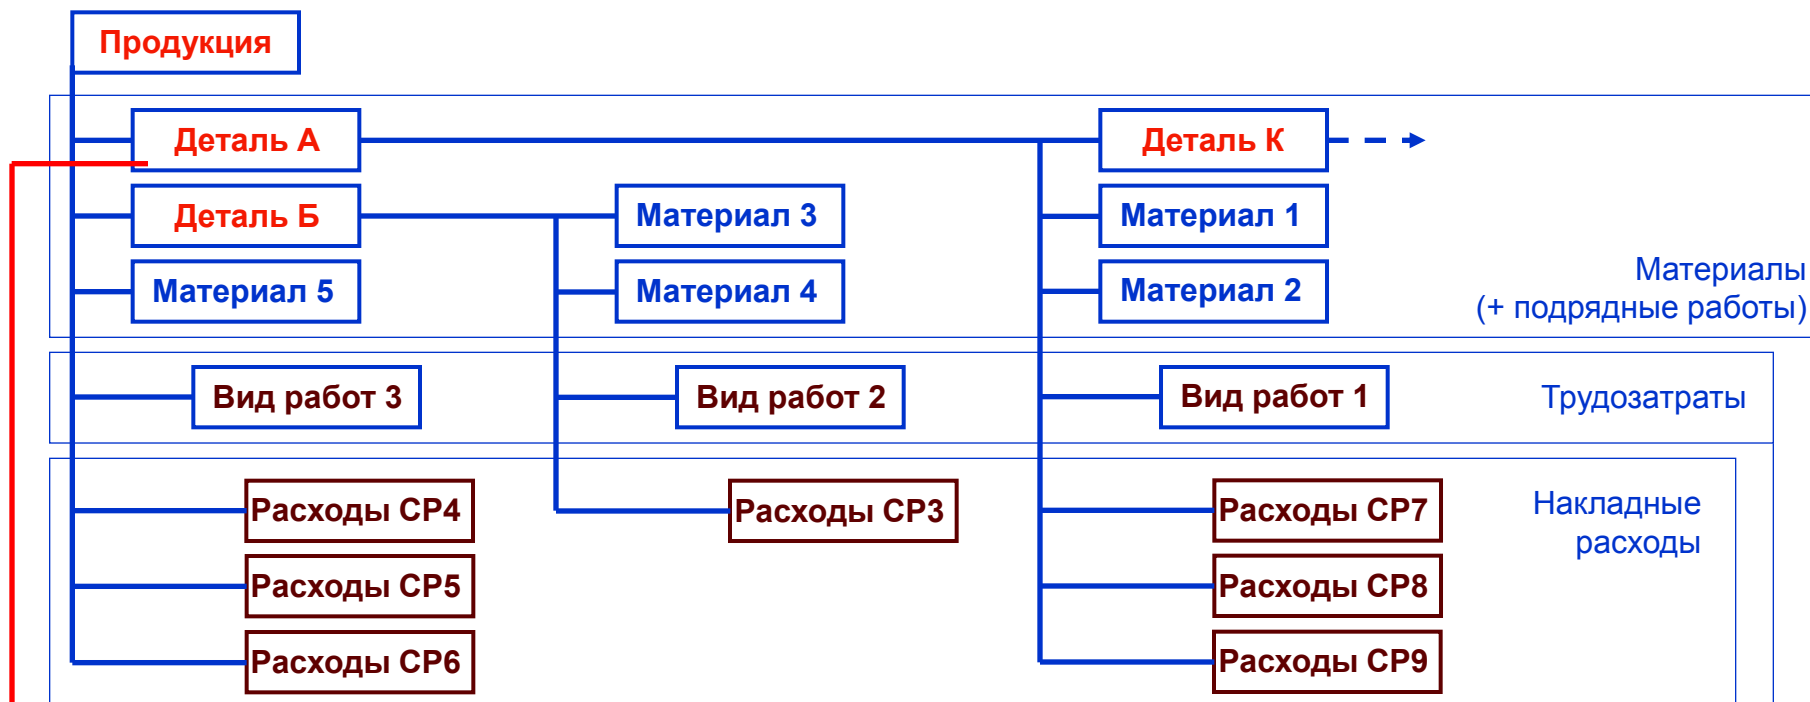 Продукция
Деталь А
Деталь К
Деталь Б
Материал 3
Материал 1
Материал 5
Материал 4
Материал 2
Материалы
(+ подрядные работы)
Вид работ 3
Вид работ 2
Вид работ 1
Трудозатраты
Расходы СР4
Расходы СР3
Расходы СР7
Накладные
расходы
Расходы СР5
Расходы СР8
Расходы СР6
Расходы СР9